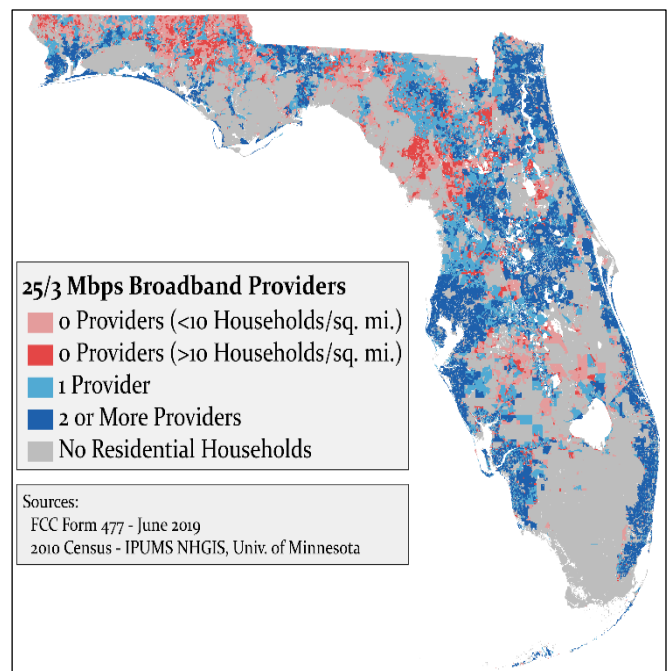 25/3 Mbps Broadband Providers
0 Providers (<10 Households/sq. mi.)
0 Providers (>10 Households/sq. mi.)
1 Provider
2 or More Providers
No Residential Households
Sources:
FCC Form 477 - June 2019
2010 Census - IPUMS NHGIS, Univ. of Minnesota